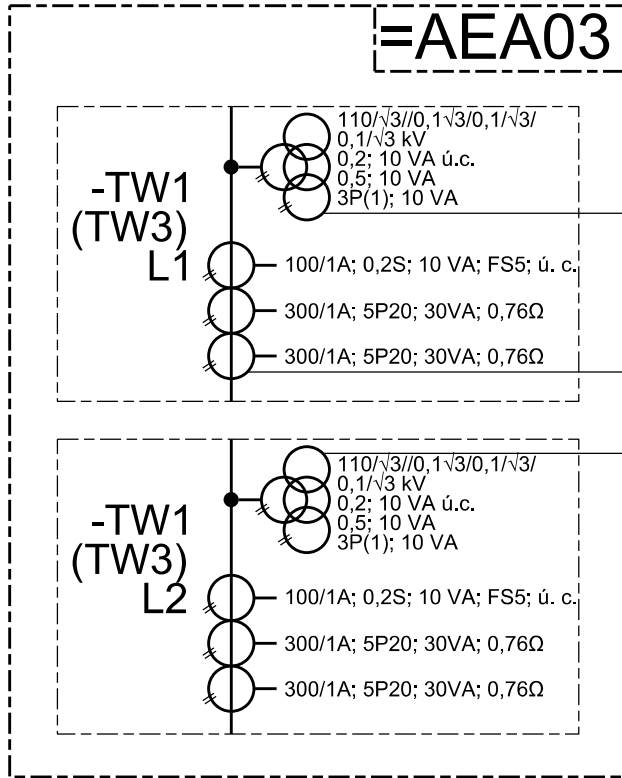 =AEA03
110/√3//0,1√3/0,1/√3/
0,1/√3 kV
0,2; 10 VA ú.c.
0,5; 10 VA
3P(1); 10 VA
-TW1
(TW3)
L1
100/1A; 0,2S; 10 VA; FS5; ú. c.
300/1A; 5P20; 30VA; 0,76Ω
300/1A; 5P20; 30VA; 0,76Ω
110/√3//0,1√3/0,1/√3/
0,1/√3 kV
0,2; 10 VA ú.c.
0,5; 10 VA
3P(1); 10 VA
-TW1
(TW3)
L2
100/1A; 0,2S; 10 VA; FS5; ú. c.
300/1A; 5P20; 30VA; 0,76Ω
300/1A; 5P20; 30VA; 0,76Ω